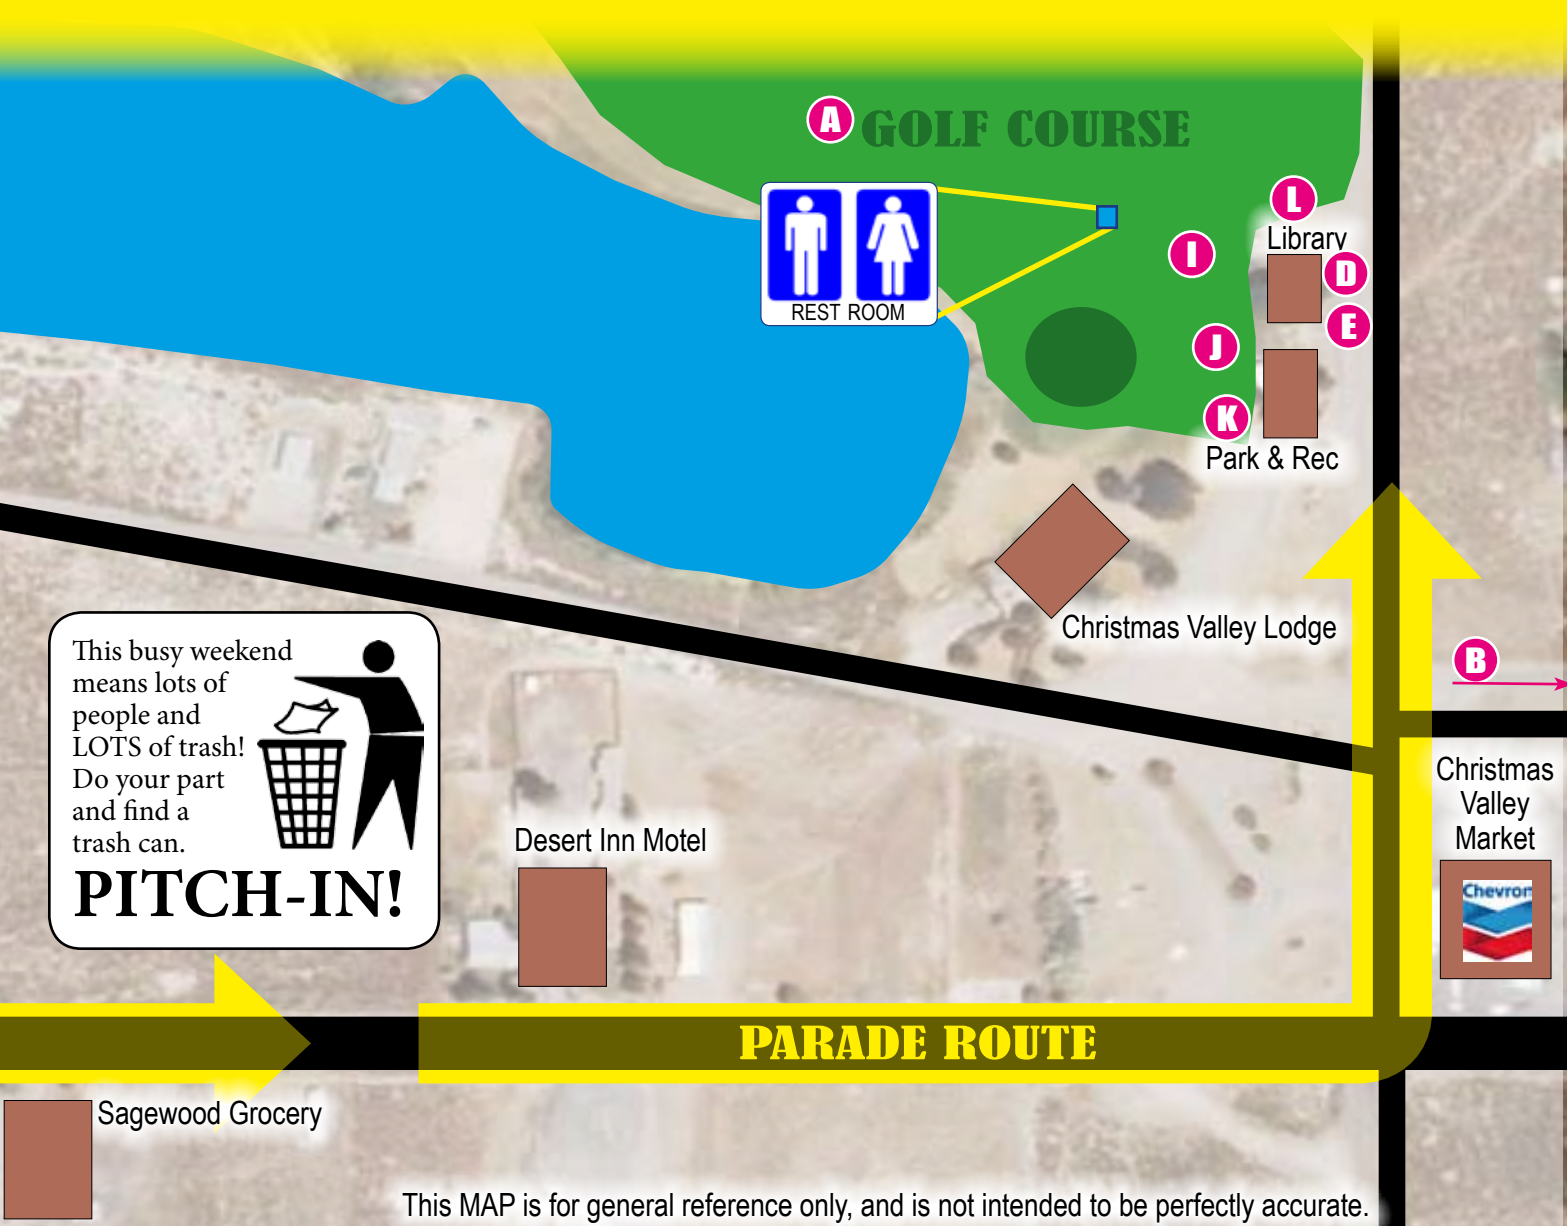 A
GOLF COURSE
L
Library
I
D
REST ROOM
E
J
K
Park & Rec
Christmas Valley Lodge
B
This busy weekend
means lots of
people and
LOTS of trash!
Do your part
and find a
trash can.
PITCH-IN!
Christmas
Valley
Market
Chevron
Desert Inn Motel
PARADE ROUTE
Sagewood Grocery
This MAP is for general reference only, and is not intended to be perfectly accurate.